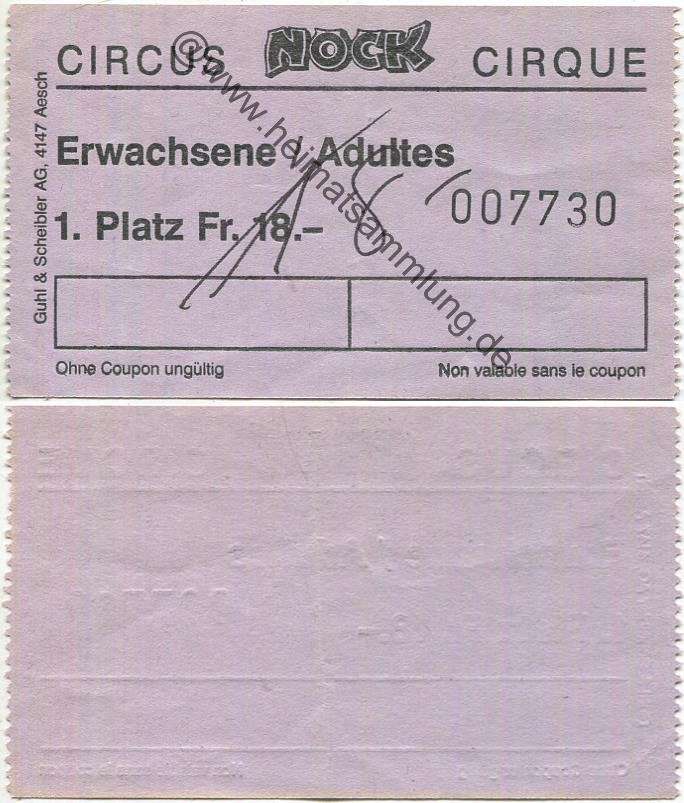 CIRCUS NOCK CIRQUE
Erwachsene / Adultes
007730
1. Platz Fr. 18.–
Ohne Coupon ungültig
Non valable sans le coupon
Guhl & Scheibler AG, 4147 Aesch
©www.heimatsammlung.de